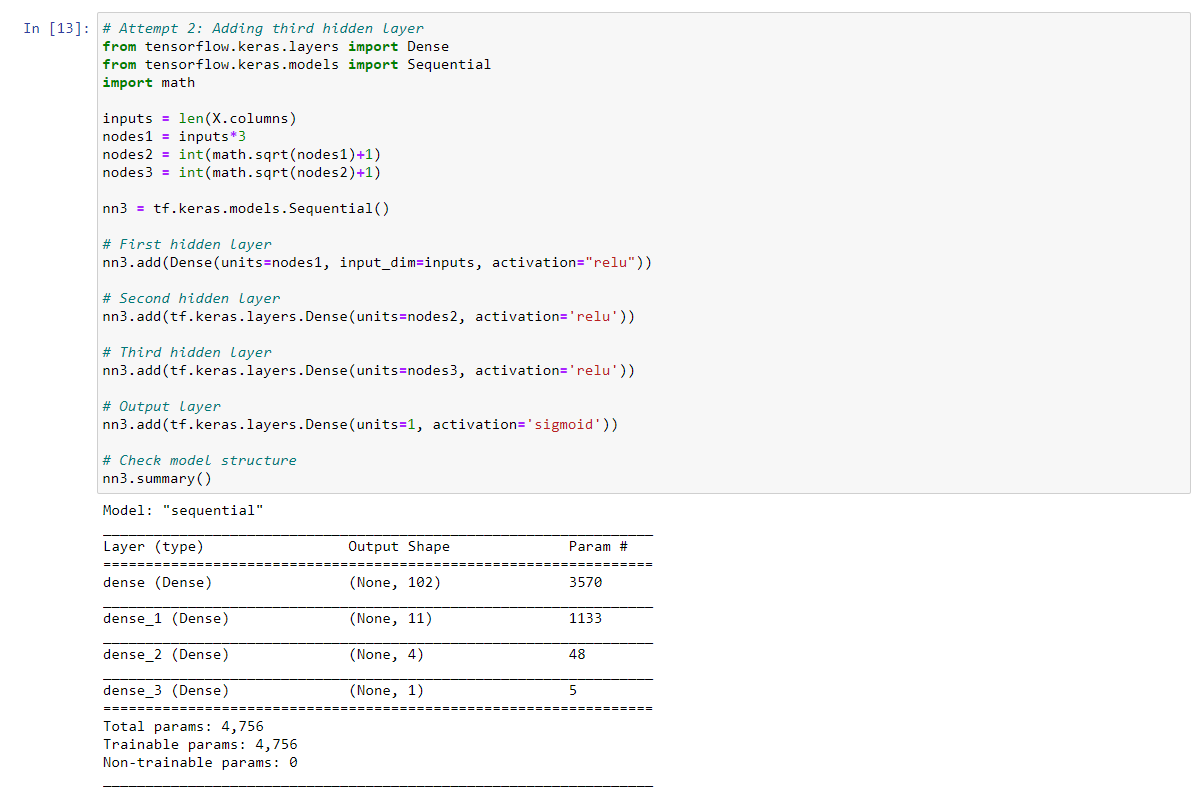 In [13]: # Attempt 2: Adding third hidden layer
from tensorflow.keras.layers import Dense
from tensorflow.keras.models import Sequential
import math
inputs = len(X.columns)
nodes1 = inputs*3
nodes2 = int(math.sqrt(nodes1)+1)
nodes3 = int(math.sqrt(nodes2)+1)
nn3 = tf.keras.models.Sequential()
# First hidden layer
nn3.add(Dense(units=nodes1, input_dim=inputs, activation="relu"))
# Second hidden layer
nn3.add(tf.keras.layers.Dense(units=nodes2, activation='relu'))
# Third hidden layer
nn3.add(tf.keras.layers.Dense(units=nodes3, activation='relu'))
# Output layer
nn3.add(tf.keras.layers.Dense(units=1, activation='sigmoid'))
# Check model structure
nn3.summary()
Model: "sequential"
_________________________________________________________________
Layer (type)                 Output Shape              Param #
=================================================================
dense (Dense)                (None, 102)               3570
_________________________________________________________________
dense_1 (Dense)              (None, 11)                1133
_________________________________________________________________
dense_2 (Dense)              (None, 4)                 48
_________________________________________________________________
dense_3 (Dense)              (None, 1)                 5
=================================================================
Total params: 4,756
Trainable params: 4,756
Non-trainable params: 0
_________________________________________________________________